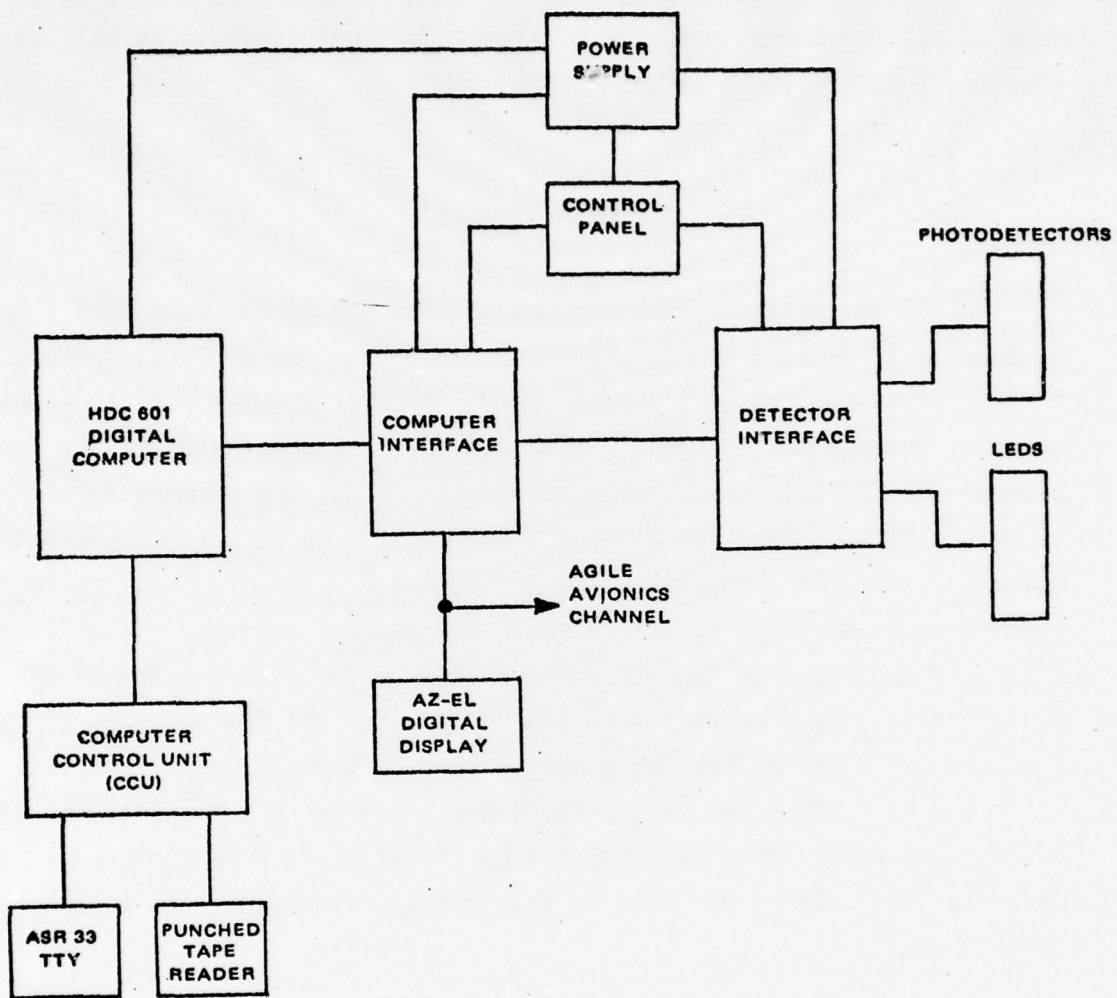 POWER
SUPPLY
CONTROL
PANEL
PHOTODETECTORS
HDC 601
DIGITAL
COMPUTER
COMPUTER
INTERFACE
DETECTOR
INTERFACE
LEDS
AGILE
AVIONICS
CHANNEL
AZ-EL
DIGITAL
DISPLAY
COMPUTER
CONTROL UNIT
(CCU)
ASR 33
TTY
PUNCHED
TAPE
READER